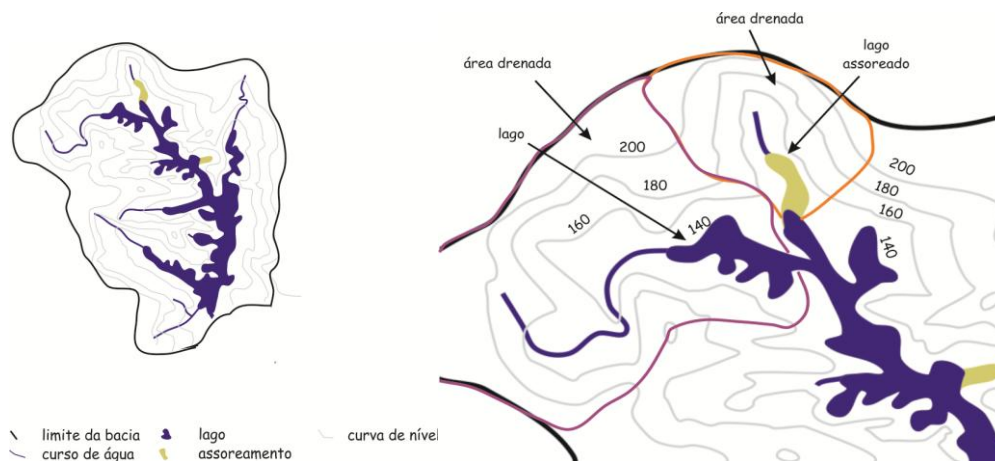 limite da bacia
curso de água
lago
assoreamento
curva de níve
área drenada
área drenada
lago
assoreado
lago
200
180
160
140
200
180
160
140